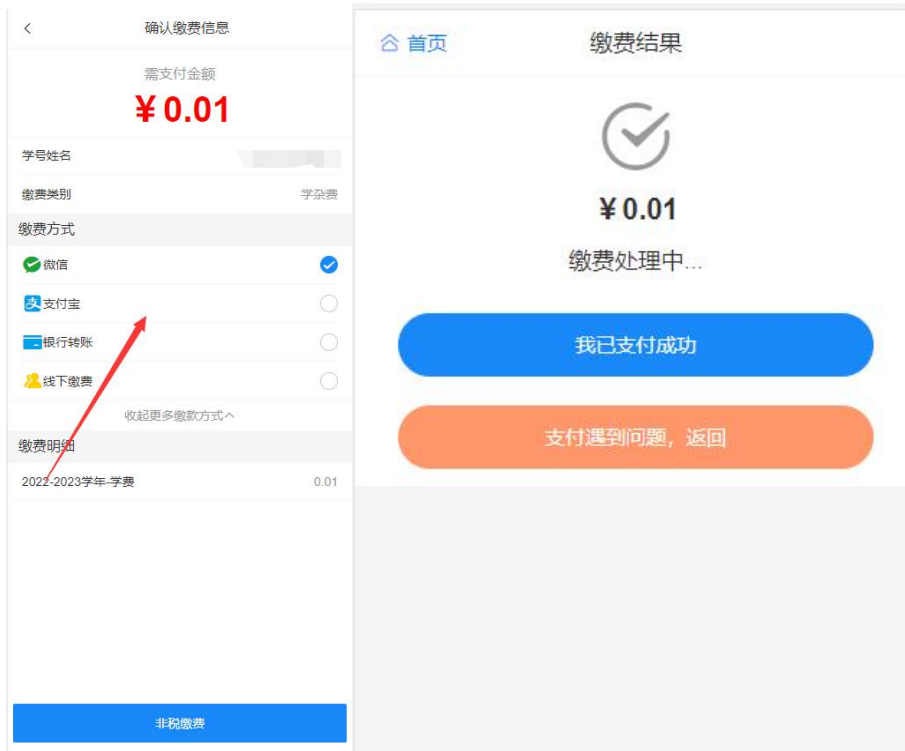 确认缴费信息
需支付金额
¥ 0.01
学号姓名
缴费类别 学杂费
缴费方式
微信
支付宝
银行转账
线下缴费
收起更多缴款方式
缴费明细
2022-2023学年-学费 0.01
非税缴费
首页 缴费结果
¥ 0.01
缴费处理中...
我已支付成功
支付遇到问题，返回